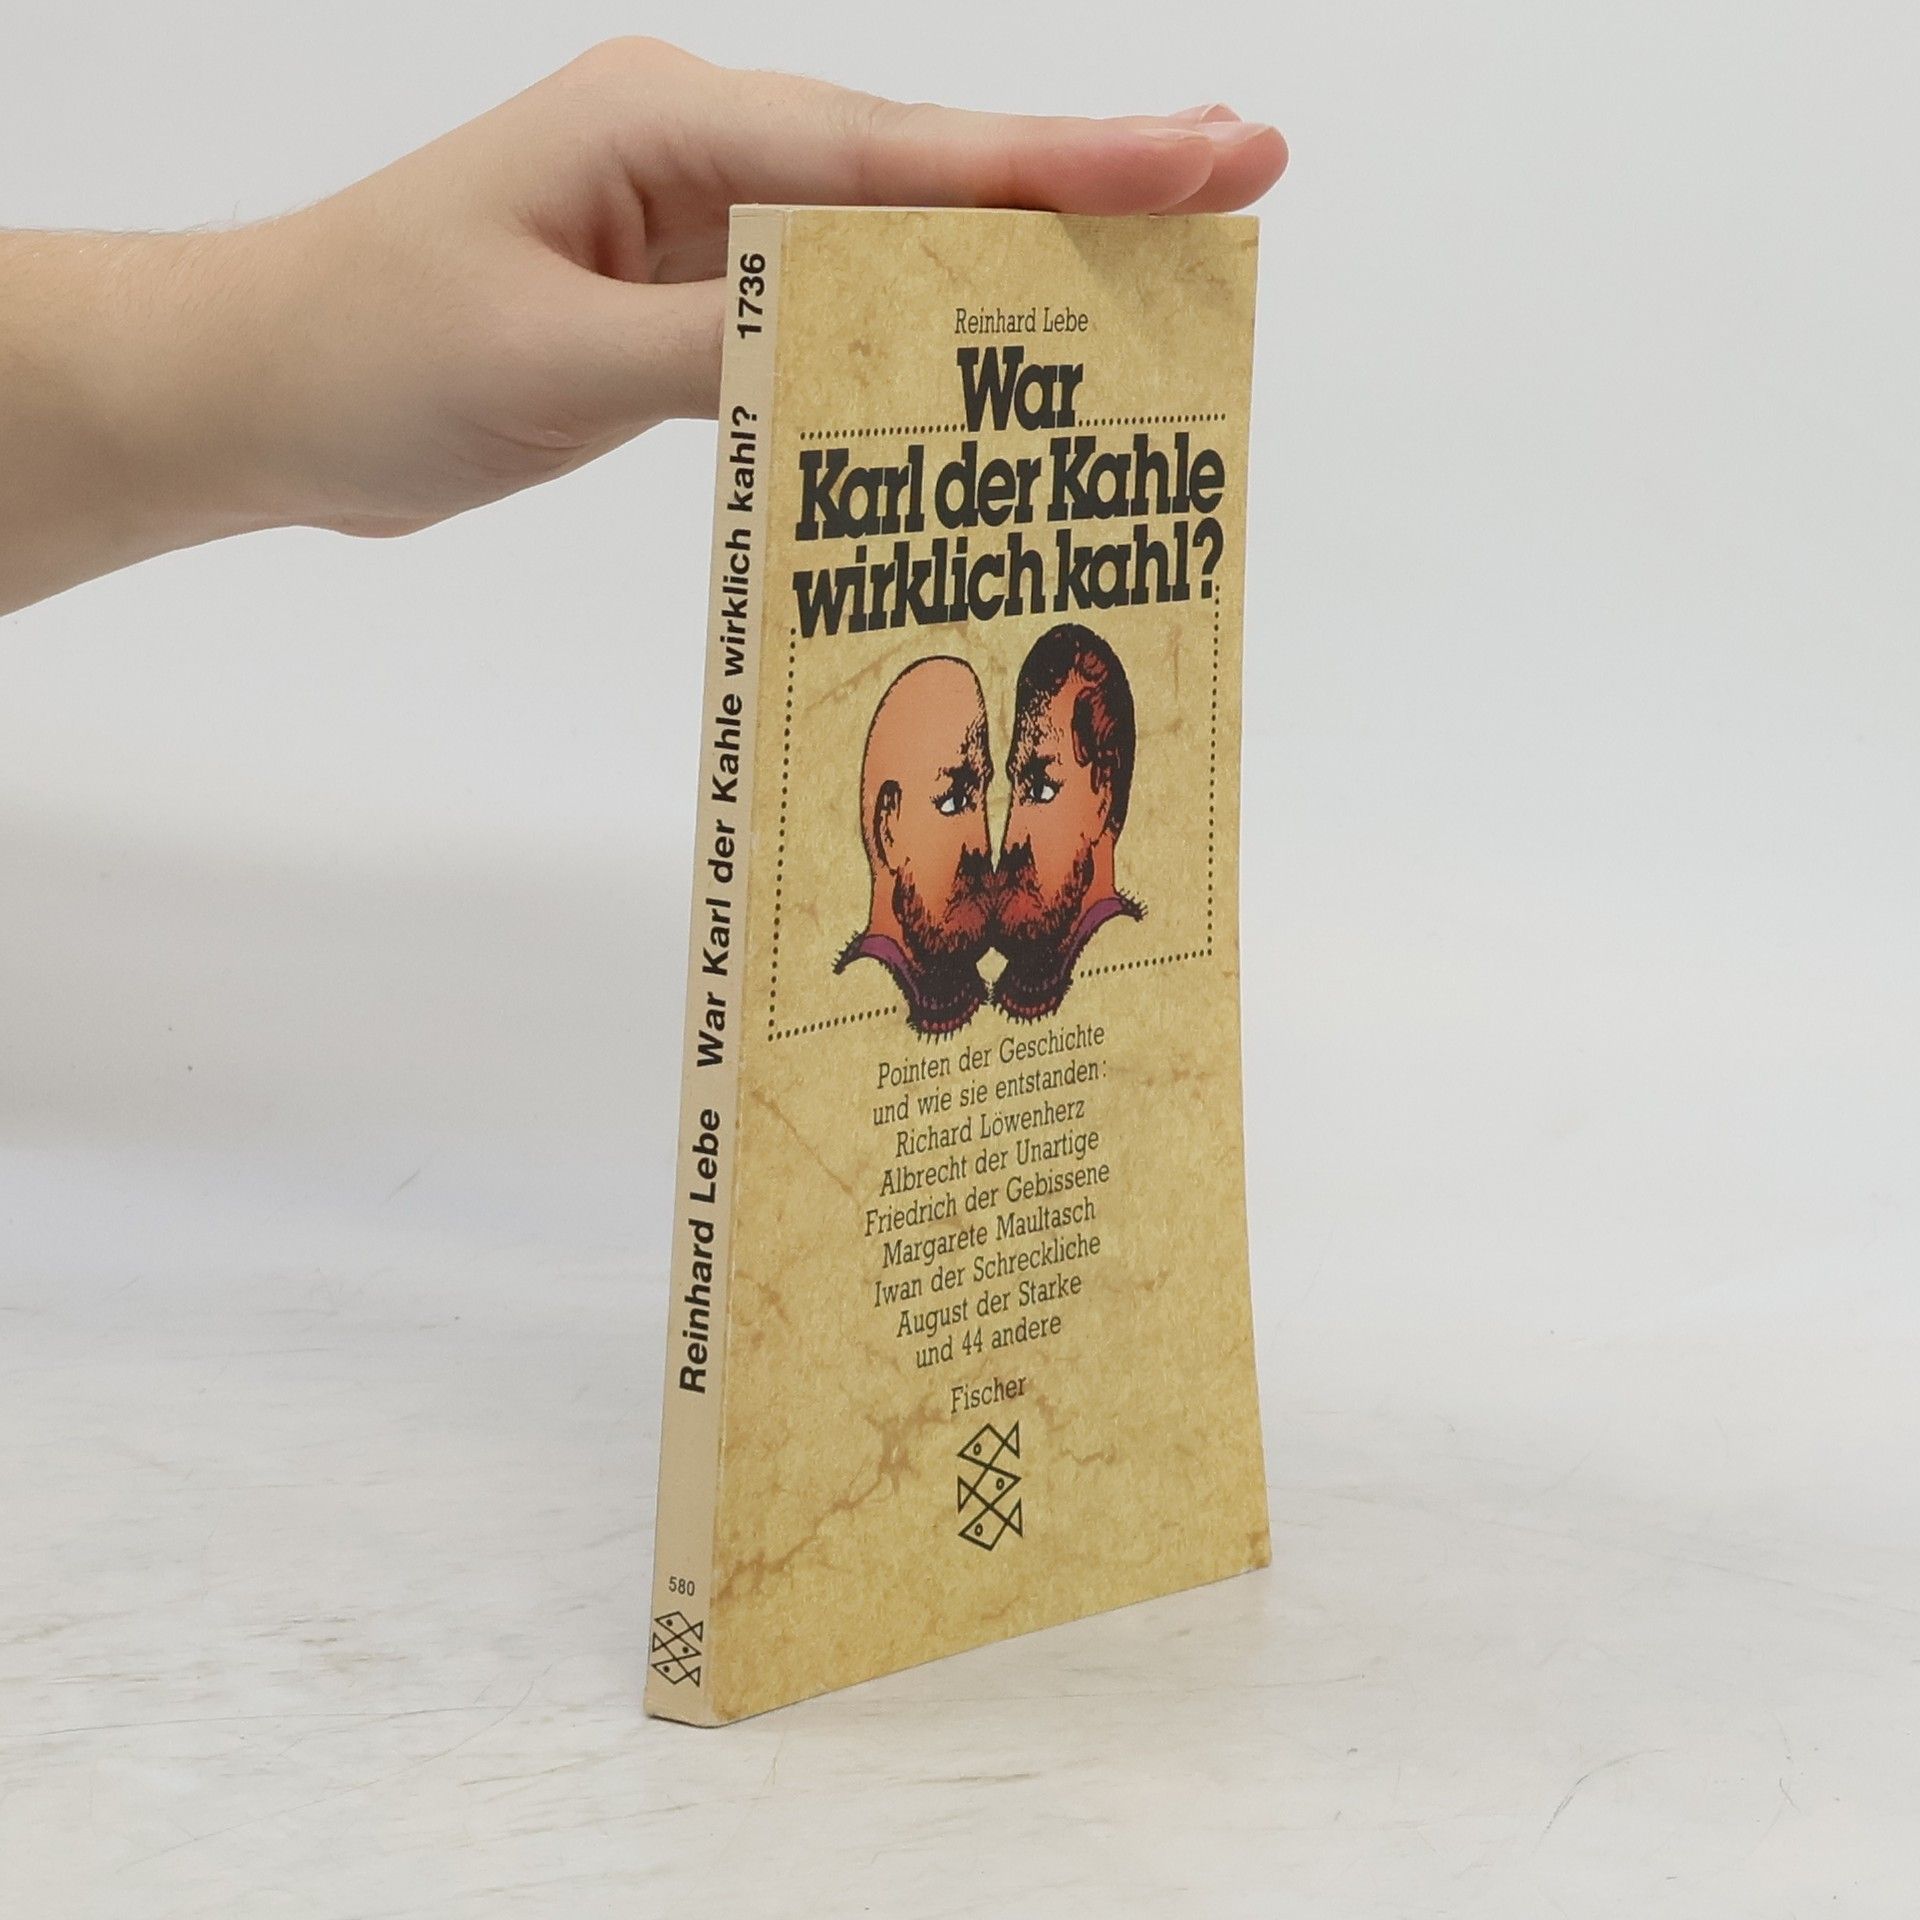 Reinhard Lebe
War
Karl der Kahle
wirklich kahl?
Pointen der Geschichte
und wie sie entstanden:
Richard Löwenherz
Albrecht der Unartige
Friedrich der Gebissene
Margarete Maultasch
Iwan der Schreckliche
August der Starke
und 44 andere
Fischer
Reinhard Lebe War Karl der Kahle wirklich kahl? 1736
580